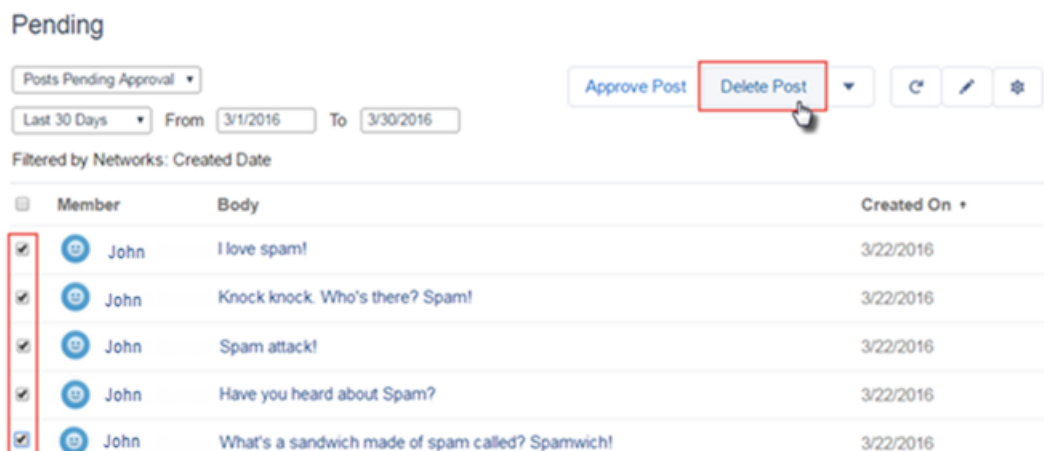 Pending
Posts Pending Approval
Approve Post Delete Post
Last 30 Days From 3/1/2016 To 3/30/2016
Filtered by Networks: Created Date
Member Body Created On
John I love spam! 3/22/2016
John Knock knock. Who's there? Spam! 3/22/2016
John Spam attack! 3/22/2016
John Have you heard about Spam? 3/22/2016
John What's a sandwich made of spam called? Spamwich! 3/22/2016